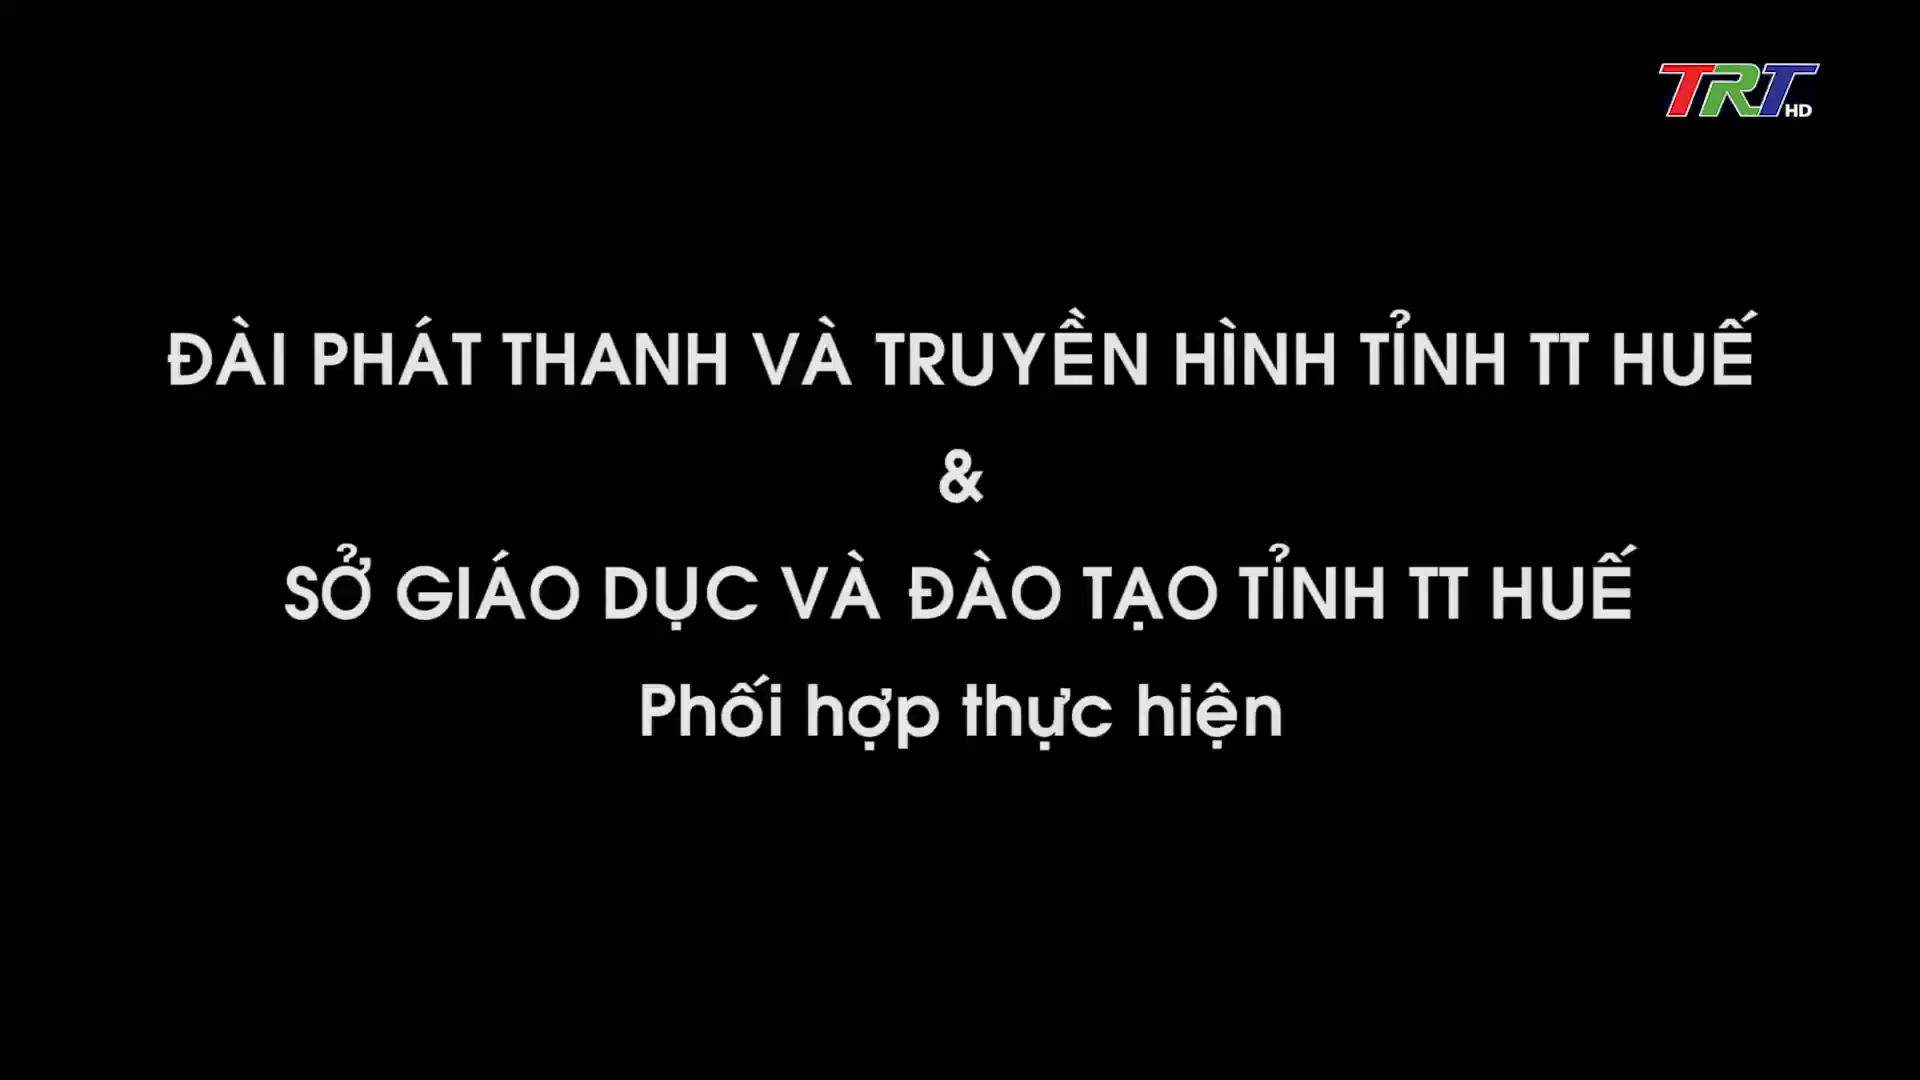 TRT HD
ĐÀI PHÁT THANH VÀ TRUYỀN HÌNH TỈNH TT HUẾ
&
SỞ GIÁO DỤC VÀ ĐÀO TẠO TỈNH TT HUẾ
Phối hợp thực hiện